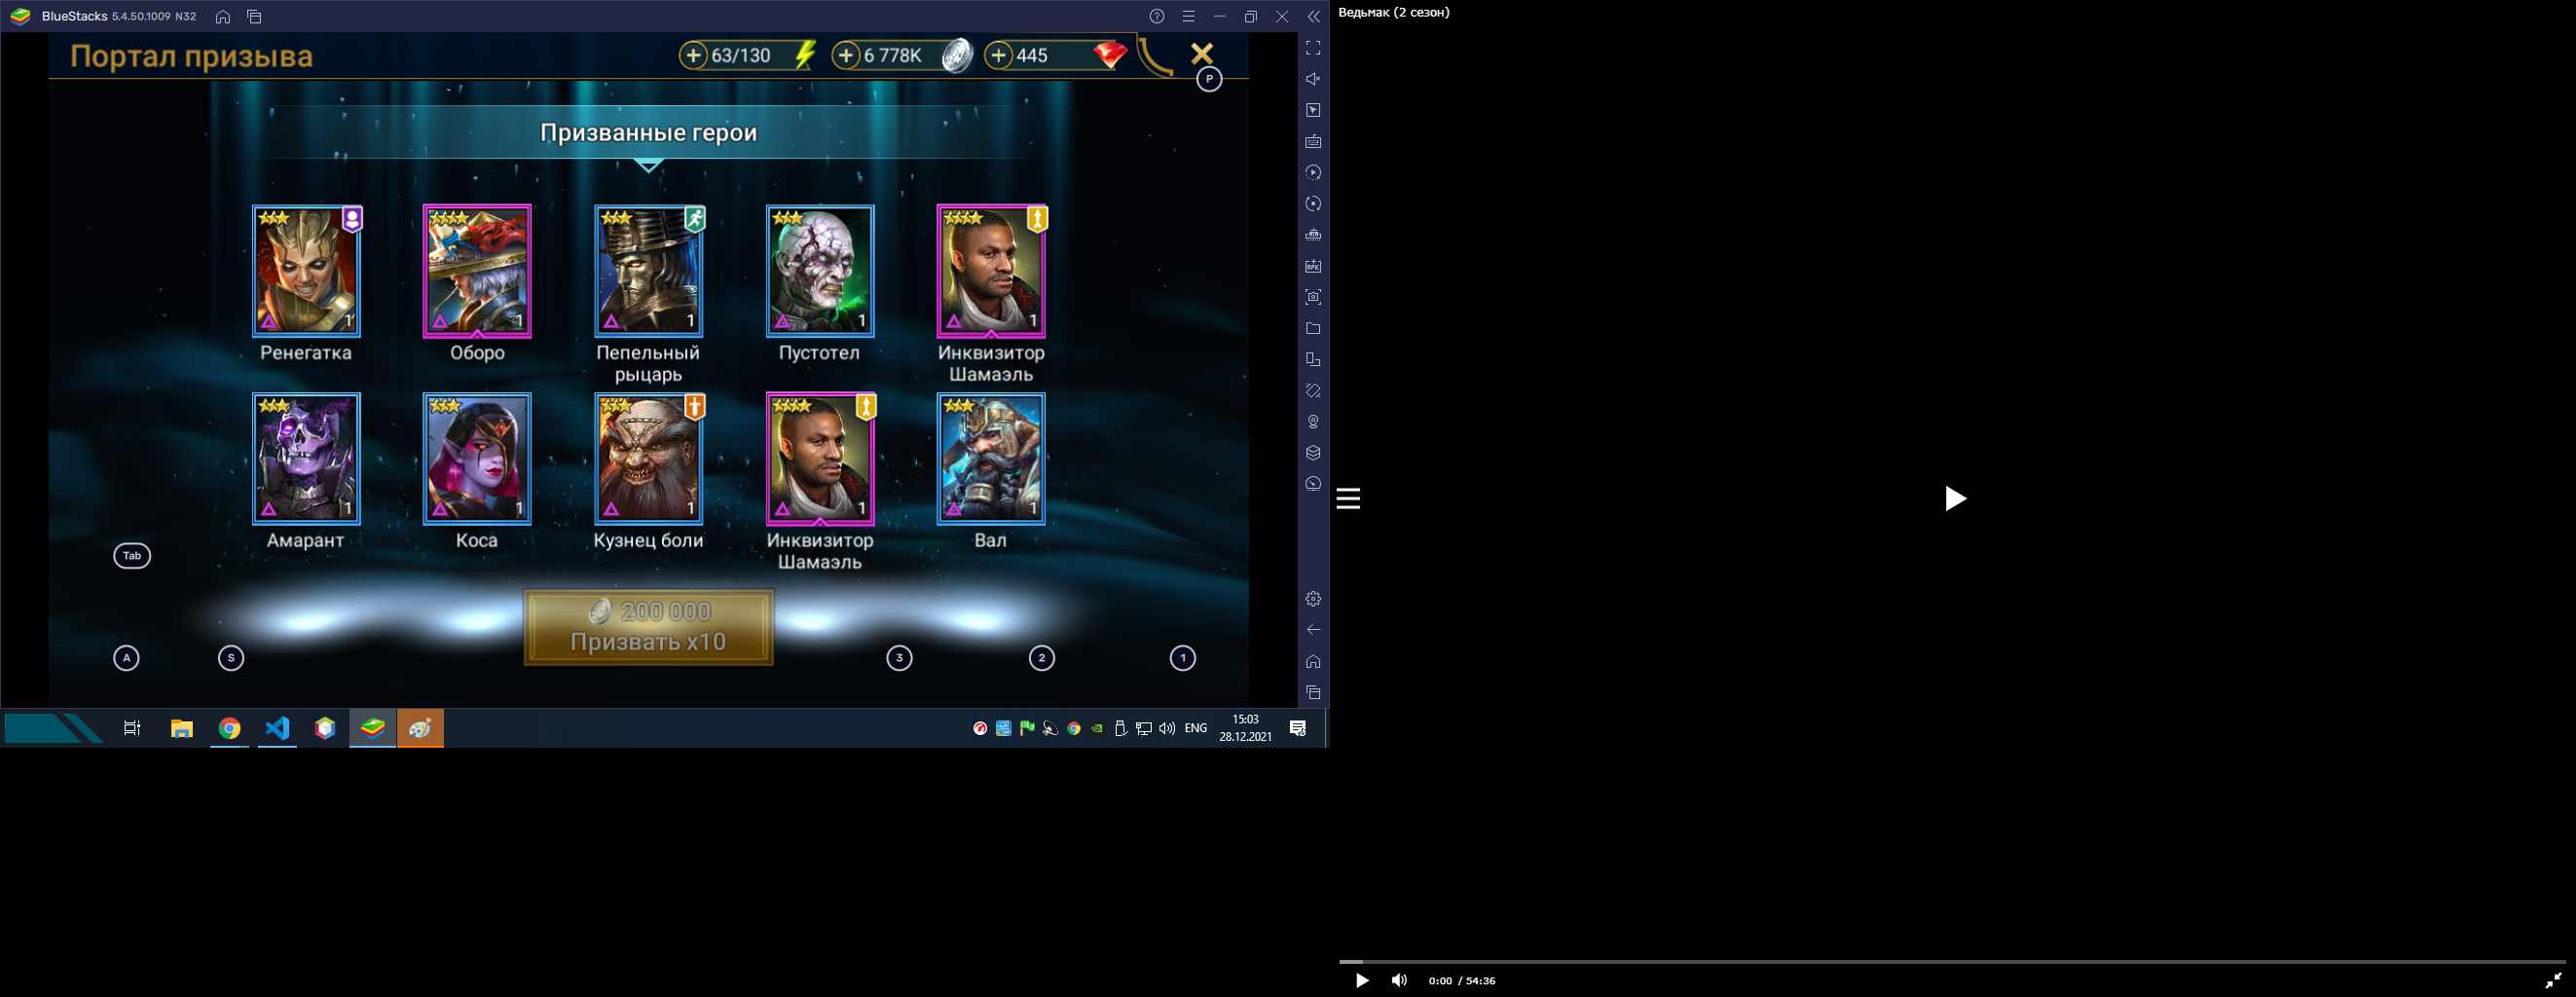 BlueStacks 5.4.50.1009 N32
Ведьмак (2 сезон)
Портал призыва
63/130
6 778K
445
P
Призванные герои
1
1
1
1
1
Ренегатка
Оборо
Пепельный
рыцарь
Пустотел
Инквизитор
Шамаэль
1
1
1
1
1
Амарант
Коса
Кузнец боли
Инквизитор
Шамаэль
Вал
Tab
200 000
Призвать x10
A
S
3
2
1
ENG
15:03
28.12.2021
0:00 / 54:36